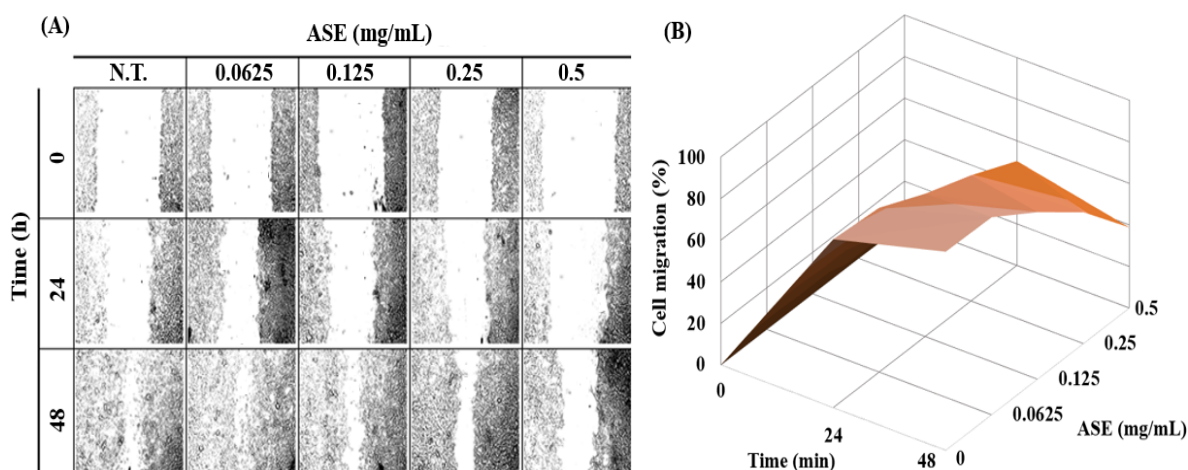 (A)
ASE (mg/mL)
N.T. 0.0625 0.125 0.25 0.5
Time (h)
0
24
48
(B)
Cell migration (%)
100
80
60
40
20
0
0
24
48
Time (min)
0
0.0625
0.125
0.25
0.5
ASE (mg/mL)